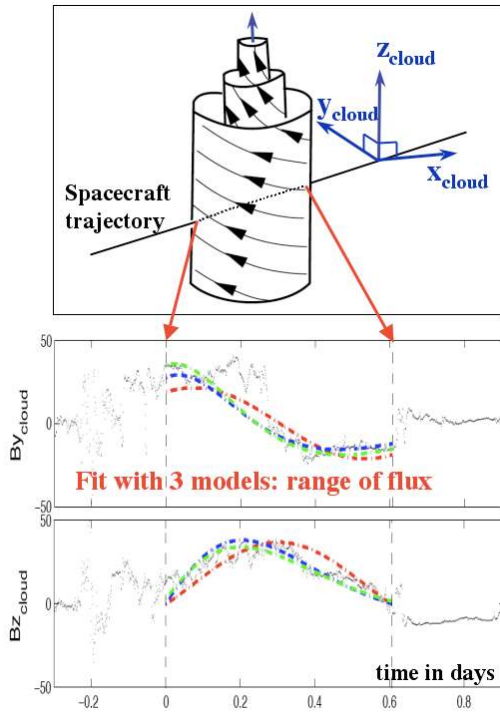 z cloud
y cloud
x cloud
Spacecraft
trajectory
50
0
-50
By cloud
Fit with 3 models: range of flux
50
0
-50
Bz cloud
time in days
-0.2 0 0.2 0.4 0.6 0.8